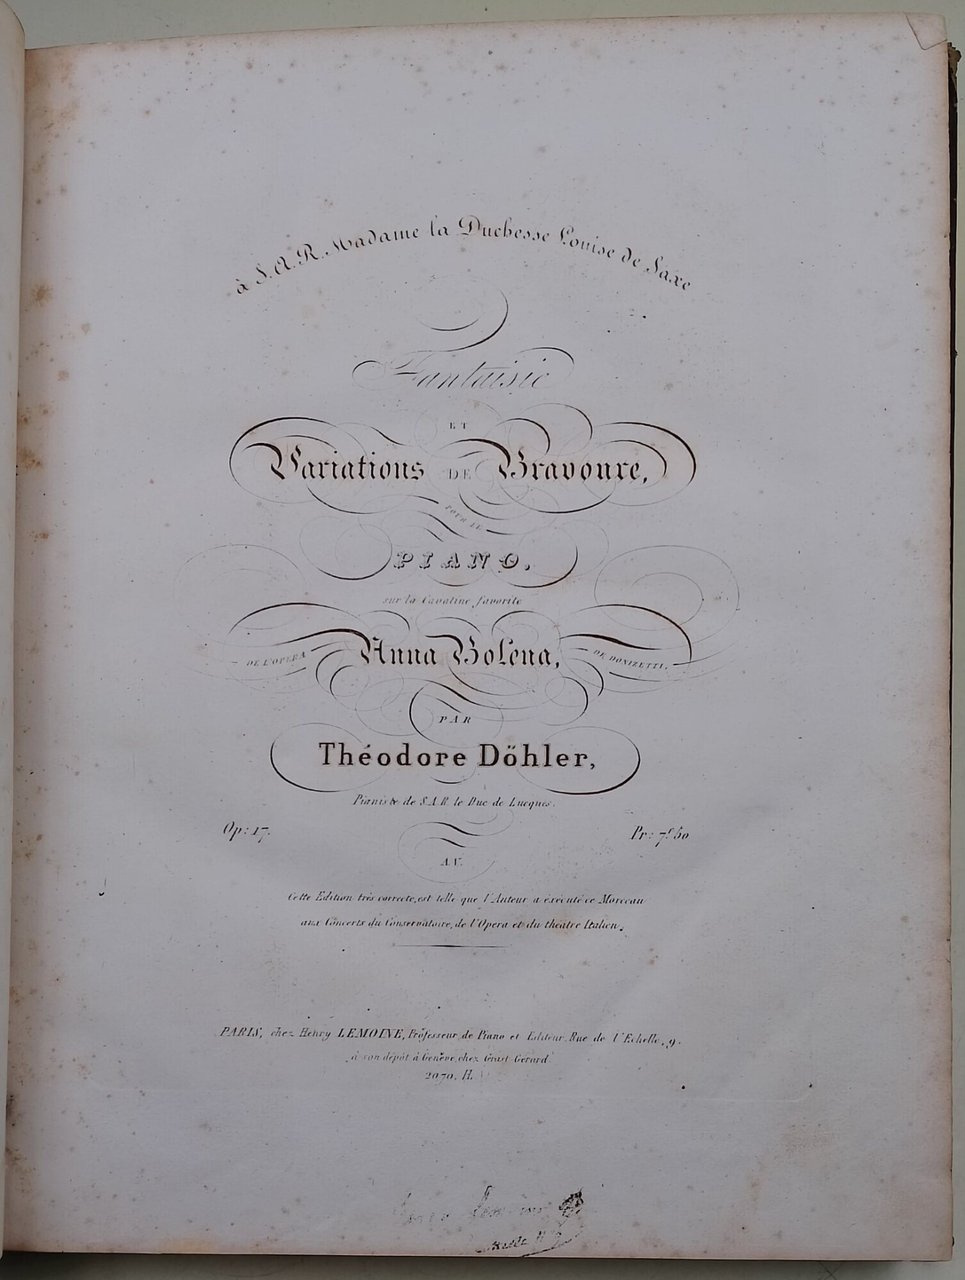 à S. A. R. Madame la Duchesse Louise de Saxe
Fantaisie
ET
Variations DE Bravoure,
POUR LE
PIANO,
sur la Cavatine favorite
DE L'OPERA Anna Bolena, DE DONIZETTI,
PAR
Théodore Döhler,
Pianiste de S.A.R. le Duc de Lucques.
Op: 17. Pr: 7f 50
A.V.
Cette Edition très correcte, est telle que l'Auteur a exécuté ce Morceau
aux Concerts du Conservatoire, de l'Opera et du théatre Italien.
PARIS, chez Henry LEMOINE, Professeur de Piano et Editeur. Rue de l'Echelle, 9.
à son dépôt à Genève, chez Gerard
2070. H.